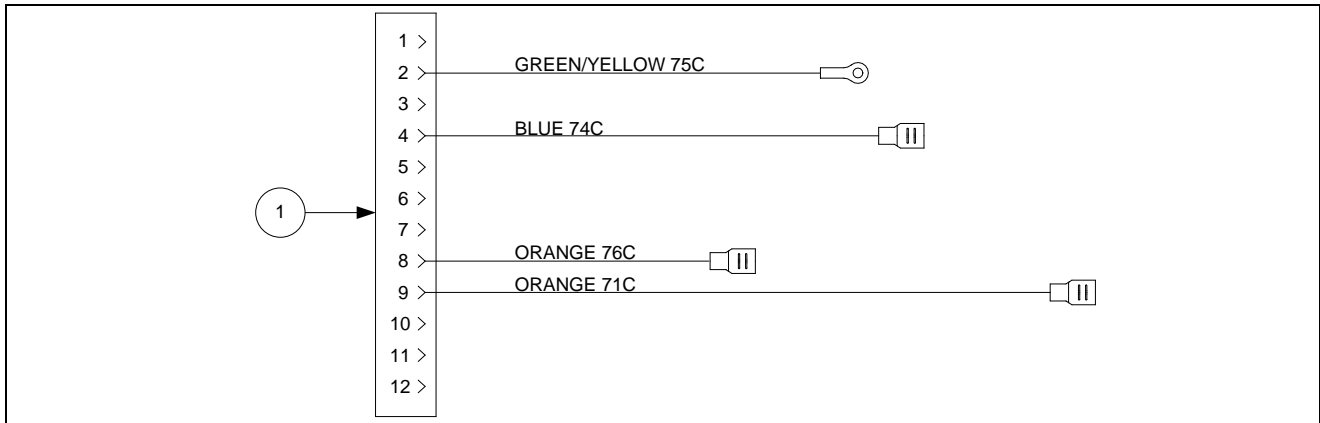 1 >
2 > GREEN/YELLOW 75C
3 >
4 > BLUE 74C
5 >
6 >
1
7 >
8 > ORANGE 76C
9 > ORANGE 71C
10 >
11 >
12 >